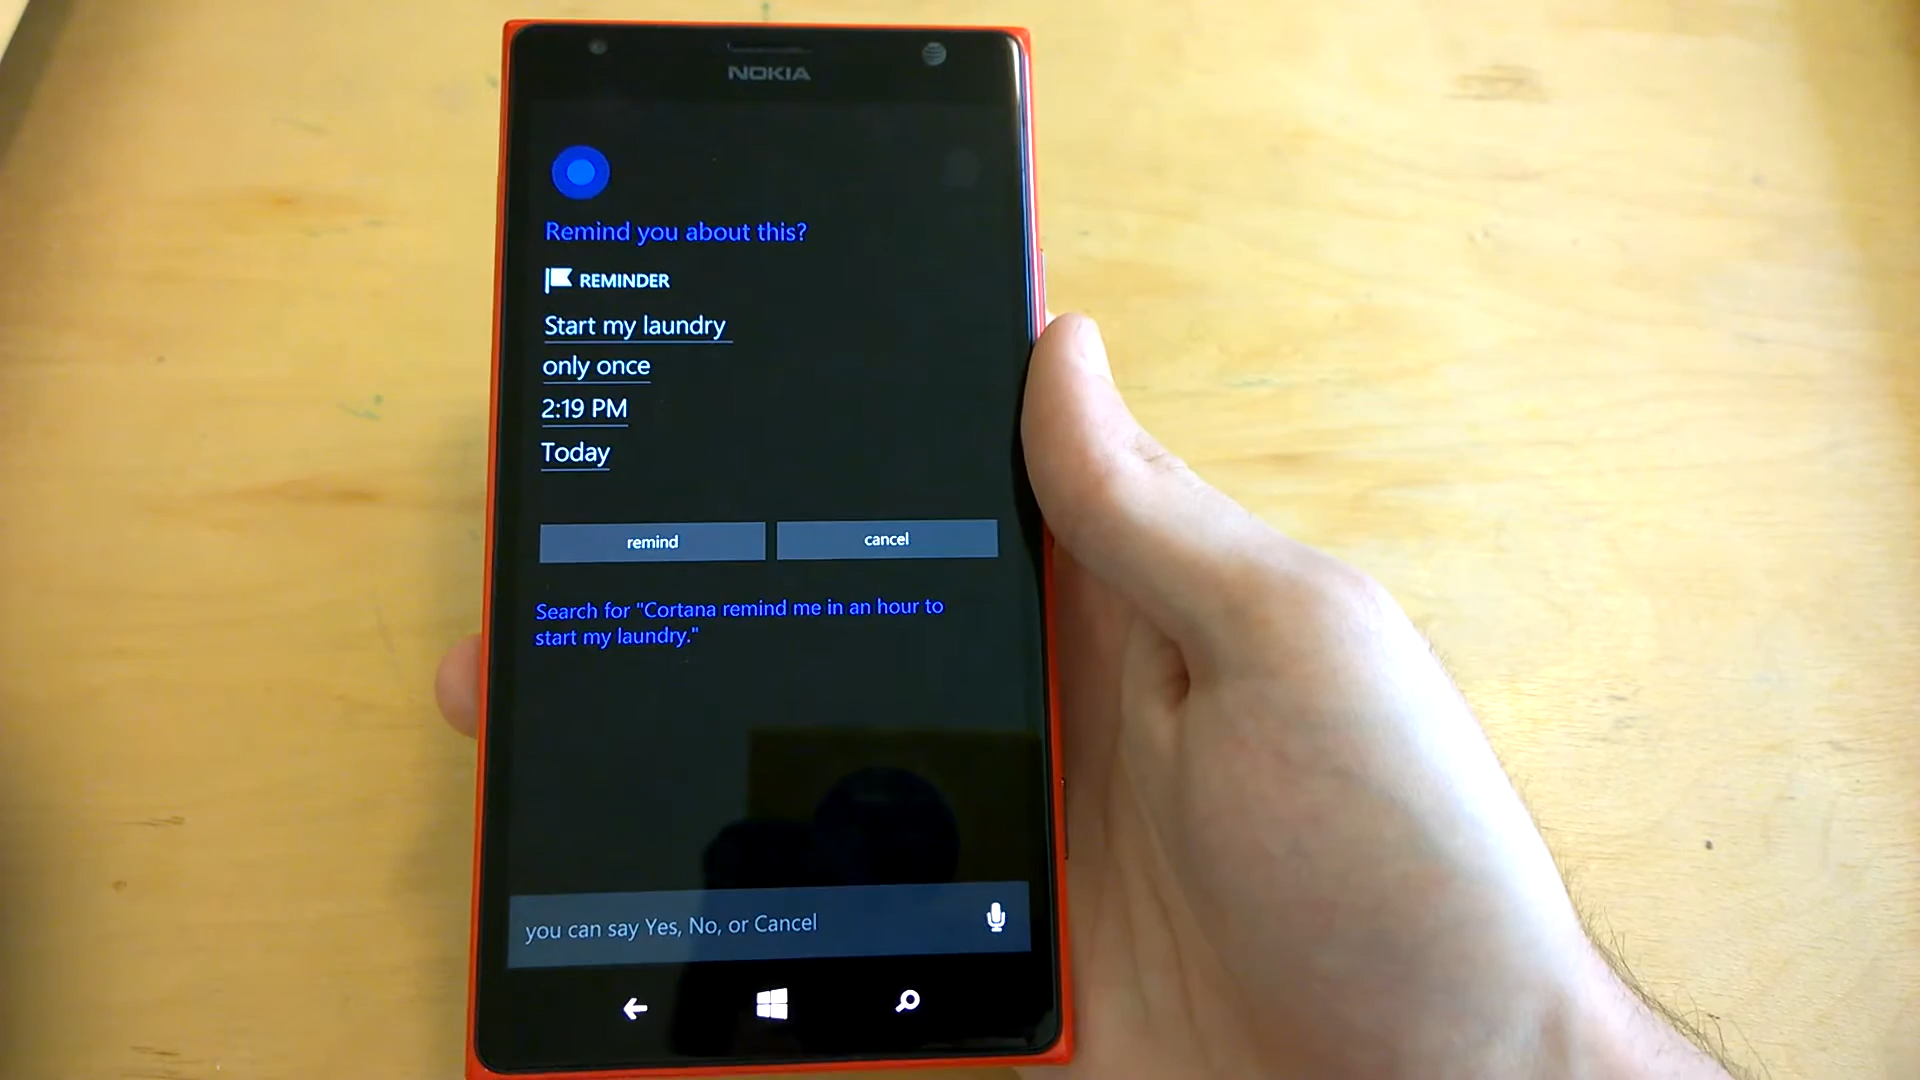 NOKIA
Remind you about this?
REMINDER
Start my laundry
only once
2:19 PM
Today
remind cancel
Search for "Cortana remind me in an hour to
start my laundry."
you can say Yes, No, or Cancel